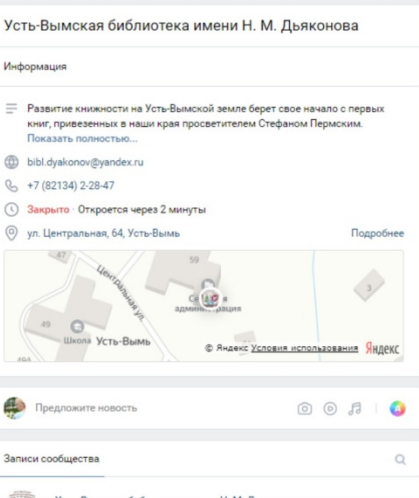 Усть-Вымская библиотека имени Н. М. Дьяконова
Информация
Развитие книжности на Усть-Вымской земле берет свое начало с первых
книг, привезенных в наши края просветителем Стефаном Пермским.
Показать полностью...
bibl.dyakonov@yandex.ru
+7 (82134) 2-28-47
Закрыто · Откроется через 2 минуты
ул. Центральная, 64, Усть-Вымь
Подробнее
47
59
Центральная ул.
3
49
Школа
Усть-Вымь
© Яндекс Условия использования Яндекс
Предложите новость
Записи сообщества